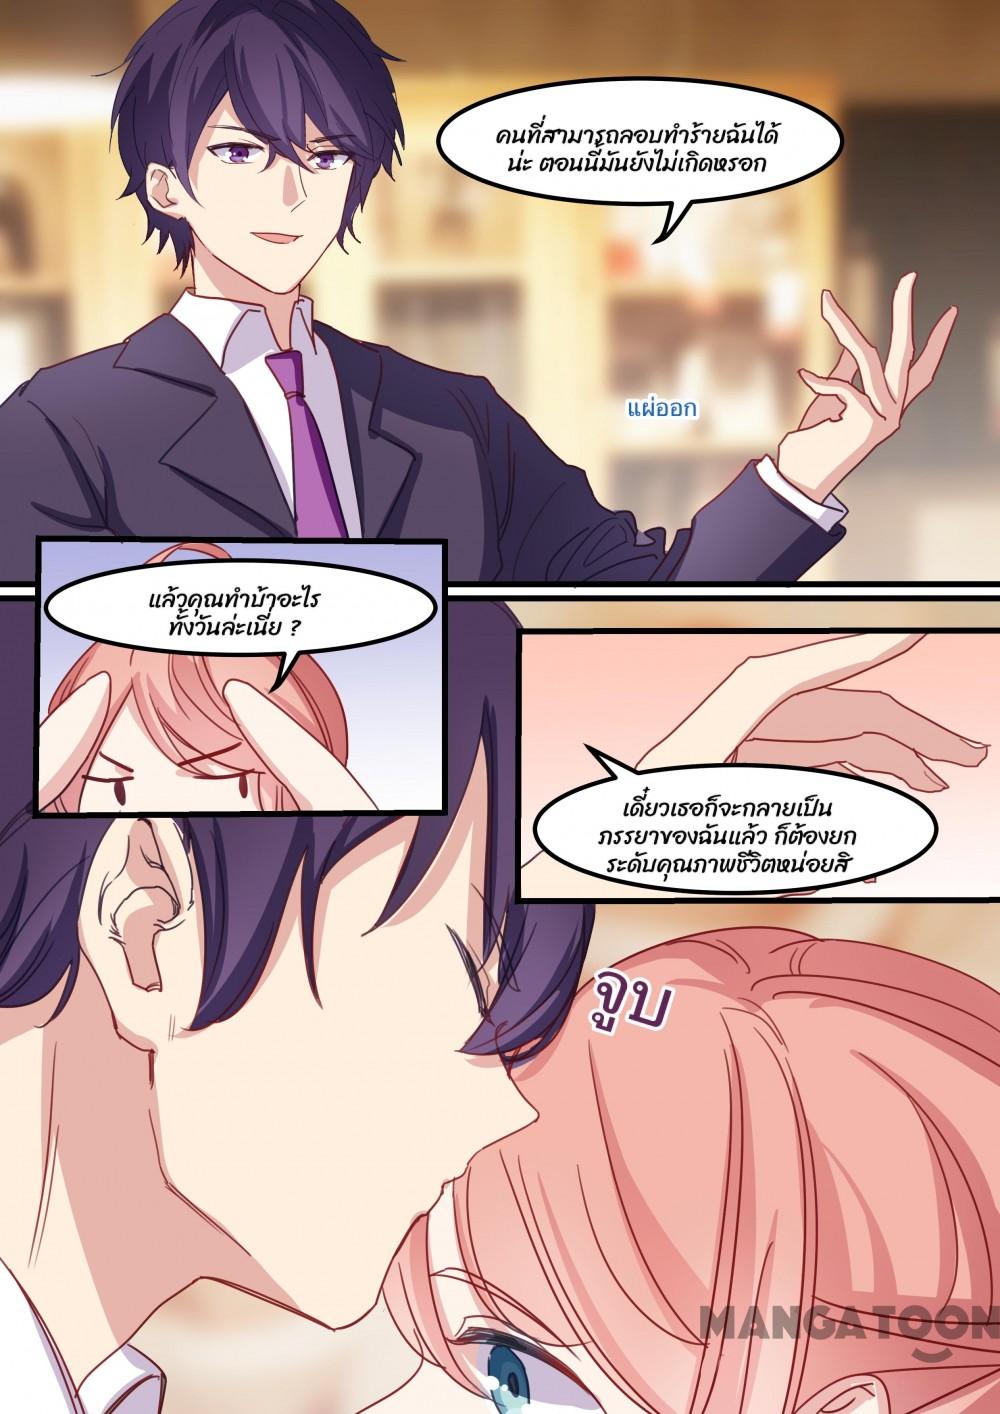 คนที่สามารถลอบทำร้ายฉันได้
น่ะ ตอนนี้มันยังไม่เกิดหรอก
แผ่ออก
แล้วคุณทำบ้าอะไร
ทั้งวันล่ะเนี่ย ?
เดี๋ยวเธอก็จะกลายเป็น
ภรรยาของฉันแล้ว ก็ต้องยก
ระดับคุณภาพชีวิตหน่อยสิ
จูบ
MANGATOON